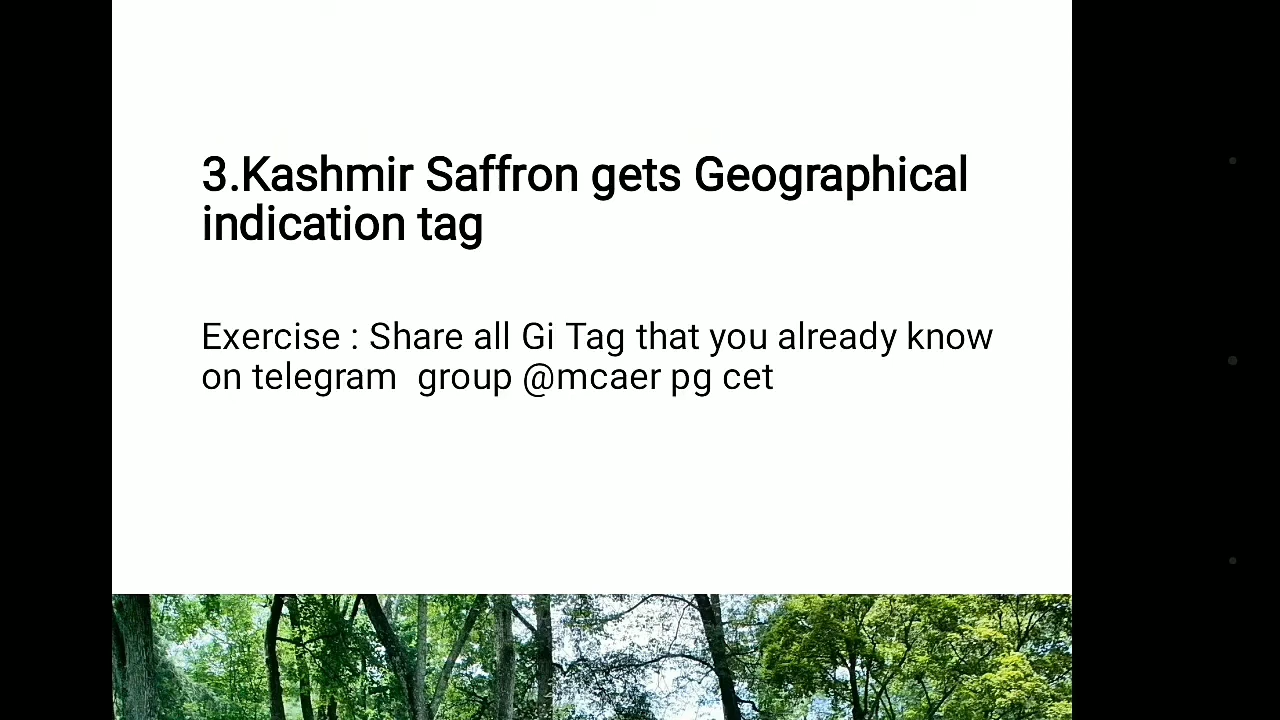 3.Kashmir Saffron gets Geographical
indication tag
Exercise : Share all Gi Tag that you already know
on telegram  group @mcaer pg cet